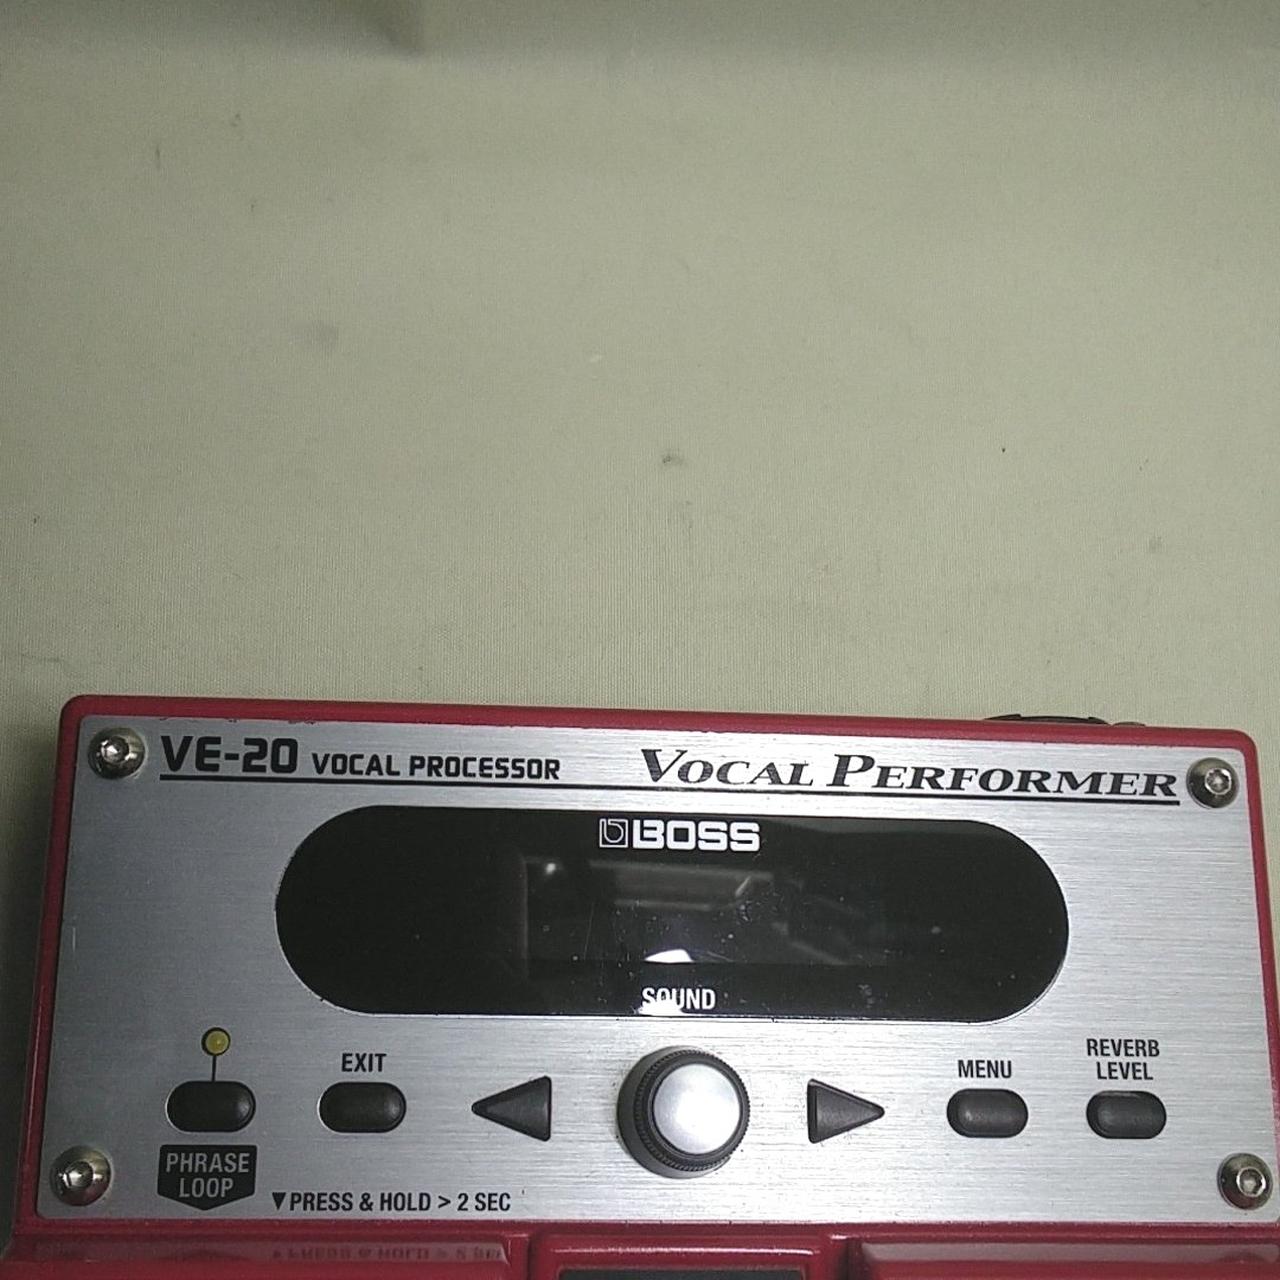 VE-20 VOCAL PROCESSOR
VOCAL PERFORMER
BOSS
SOUND
EXIT
MENU
REVERB
LEVEL
PHRASE
LOOP
▼PRESS & HOLD > 2 SEC